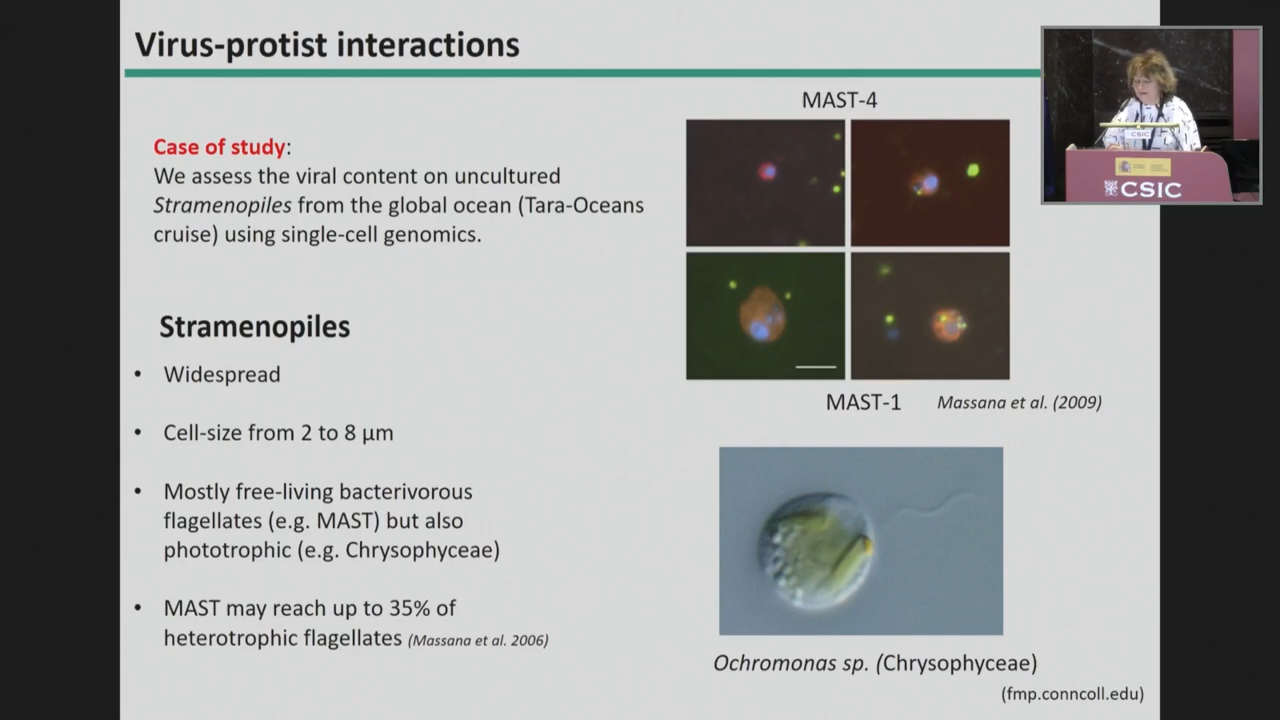 Virus-protist interactions
Case of study:
We assess the viral content on uncultured
Stramenopiles from the global ocean (Tara-Oceans
cruise) using single-cell genomics.
Stramenopiles
• Widespread
• Cell-size from 2 to 8 µm
• Mostly free-living bacterivorous
flagellates (e.g. MAST) but also
phototrophic (e.g. Chrysophyceae)
• MAST may reach up to 35% of
heterotrophic flagellates (Massana et al. 2006)
MAST-4
MAST-1
Massana et al. (2009)
Ochromonas sp. (Chrysophyceae)
(fmp.conncoll.edu)
CSIC
CSIC